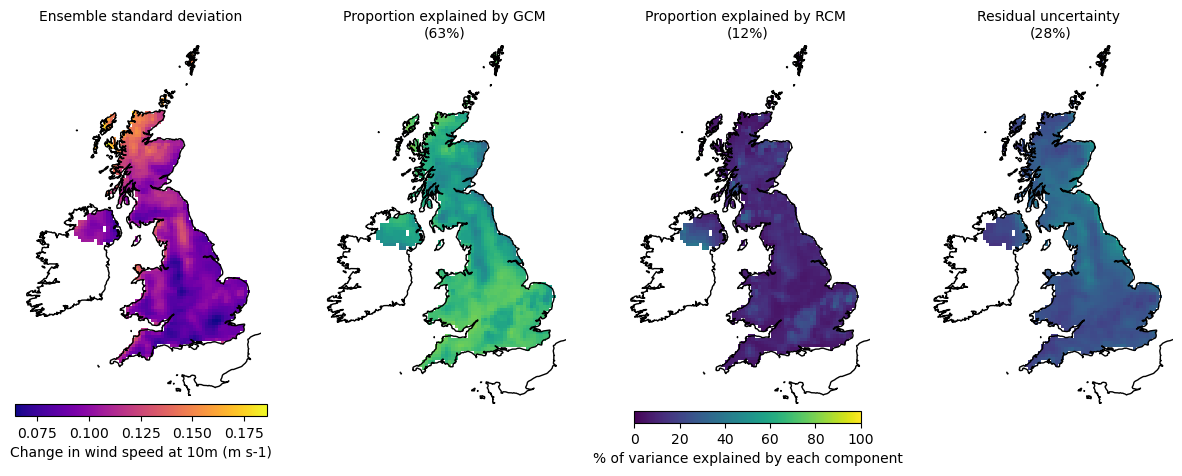 Ensemble standard deviation
Proportion explained by GCM
(63%)
Proportion explained by RCM
(12%)
Residual uncertainty
(28%)
0.075 0.100 0.125 0.150 0.175
Change in wind speed at 10m (m s-1)
0 20 40 60 80 100
% of variance explained by each component